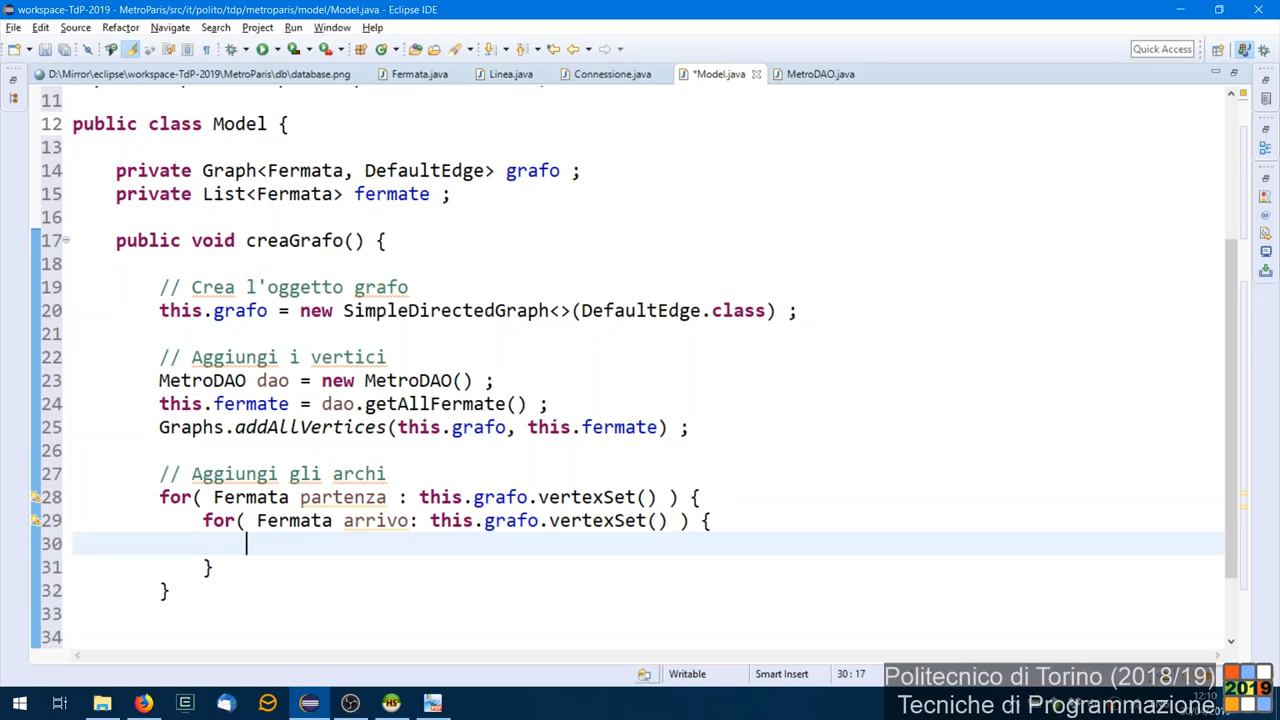 workspace-TdP-2019 - MetroParis/src/it/polito/tdp/metroparis/model/Model.java - Eclipse IDE
File Edit Source Refactor Navigate Search Project Run Window Help
Quick Access
D:\Mirror\eclipse\workspace-TdP-2019\MetroParis\db\database.png Fermata.java Linea.java Connessione.java *Model.java MetroDAO.java
11
12 public class Model {
13
14 private Graph<Fermata, DefaultEdge> grafo ;
15 private List<Fermata> fermate ;
16
17 public void creaGrafo() {
18
19 // Crea l'oggetto grafo
20 this.grafo = new SimpleDirectedGraph<>(DefaultEdge.class) ;
21
22 // Aggiungi i vertici
23 MetroDAO dao = new MetroDAO() ;
24 this.fermate = dao.getAllFermate() ;
25 Graphs.addAllVertices(this.grafo, this.fermate) ;
26
27 // Aggiungi gli archi
28 for( Fermata partenza : this.grafo.vertexSet() ) {
29 for( Fermata arrivo: this.grafo.vertexSet() ) {
30
31 }
32 }
33
34
Writable Smart Insert 30 : 17
Politecnico di Torino (2018/19)
Tecniche di Programmazione
2019
12:10